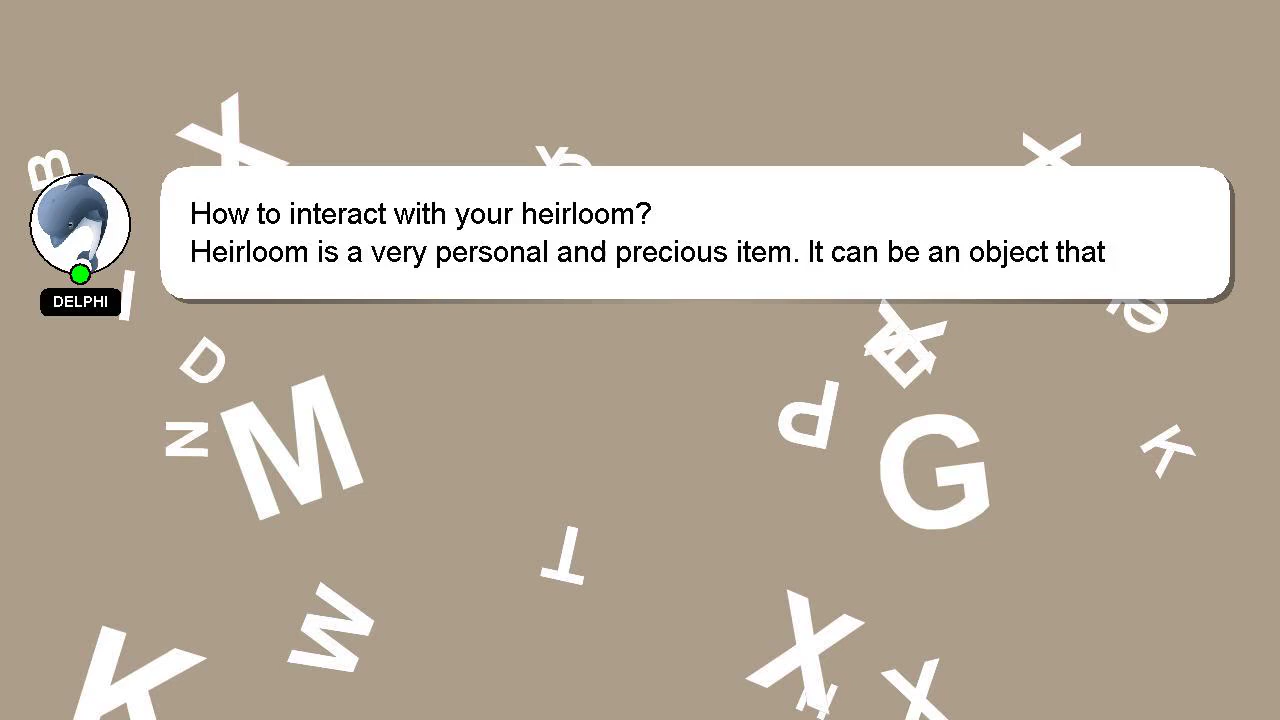 How to interact with your heirloom?
Heirloom is a very personal and precious item. It can be an object that
DELPHI
B
X
X
I
e
D
N
M
X
P
G
K
T
W
K
X
X